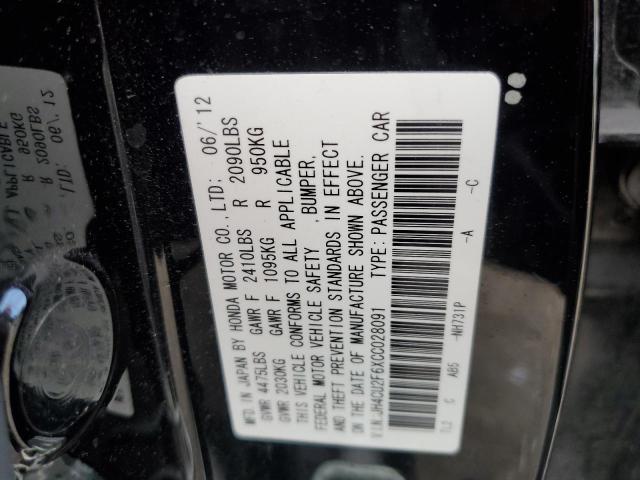 MFD. IN JAPAN BY HONDA MOTOR CO., LTD: 06/'12
GVWR 4475LBS GAWR F 2410LBS R 2090LBS
GVWR 2030KG GAWR F 1095KG R 950KG
THIS VEHICLE CONFORMS TO ALL APPLICABLE
FEDERAL MOTOR VEHICLE SAFETY ,BUMPER,
AND THEFT PREVENTION STANDARDS IN EFFECT
ON THE DATE OF MANUFACTURE SHOWN ABOVE.
V.I.N. JH4CU2F6XCC028091 TYPE: PASSENGER CAR
TL2 C AB5 -NH731P -A -C